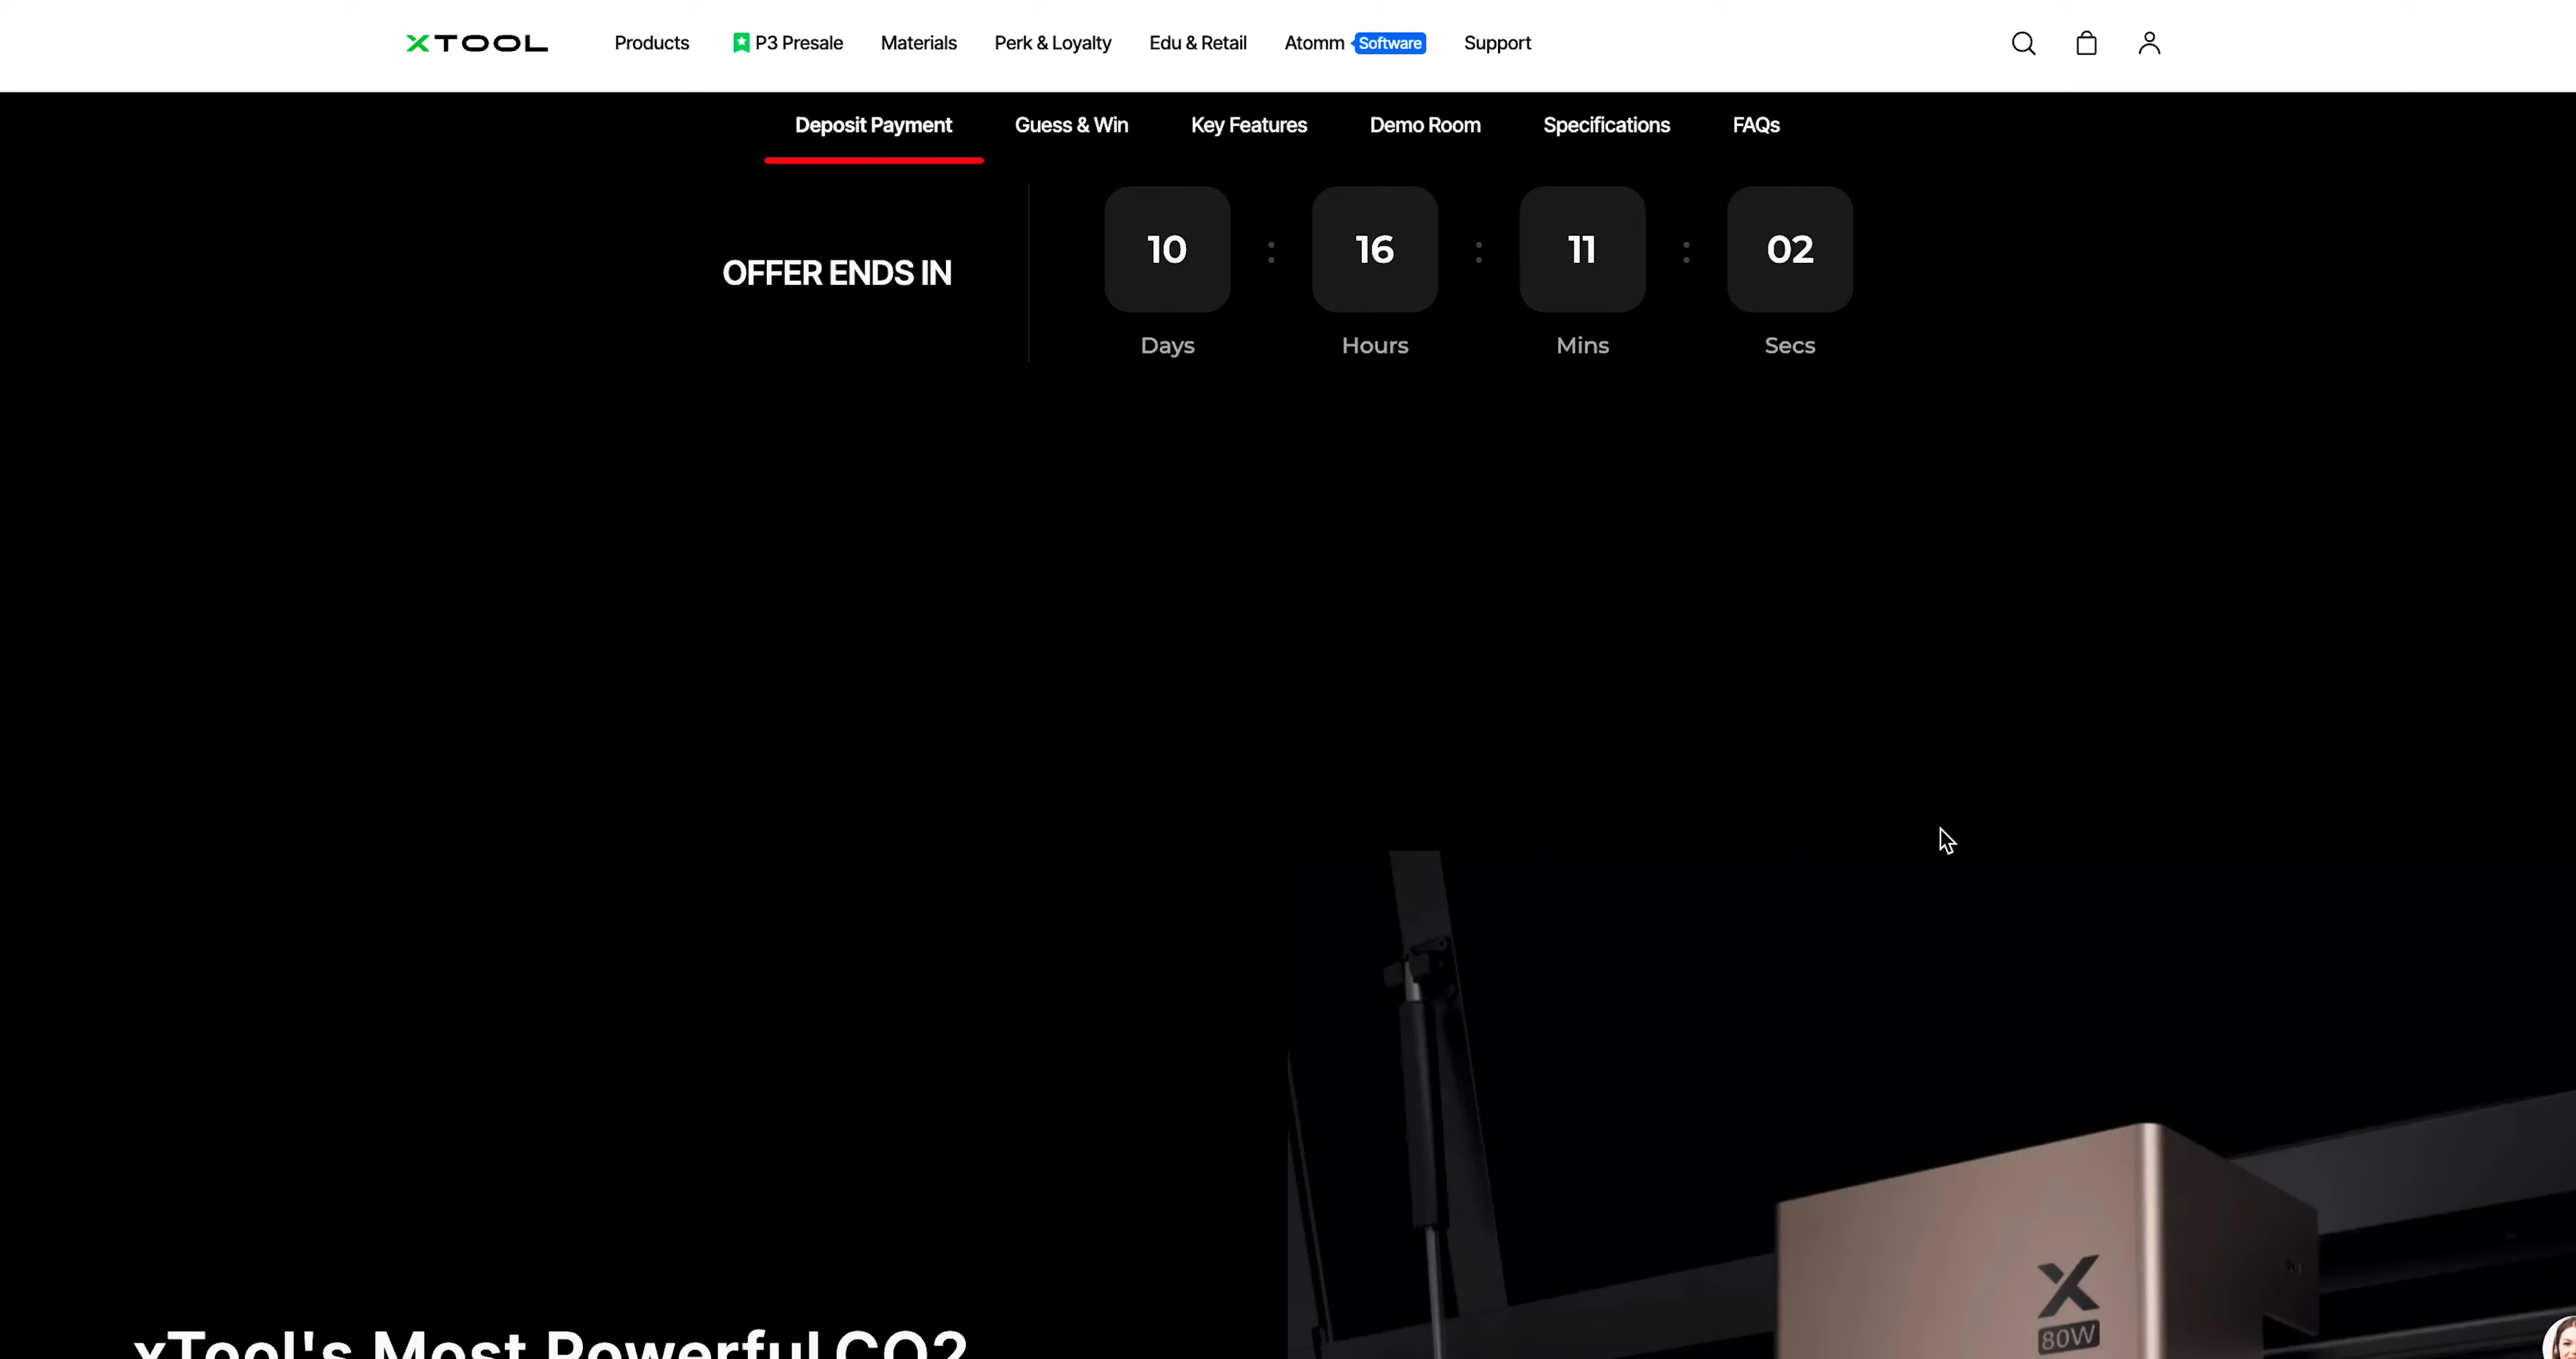 XTOOL
Products
P3 Presale
Materials
Perk & Loyalty
Edu & Retail
Atomm
Software
Support
Deposit Payment
Guess & Win
Key Features
Demo Room
Specifications
FAQs
OFFER ENDS IN
10 : 16 : 11 : 02
Days Hours Mins Secs
X
80W
xTool's Most Powerful CO2